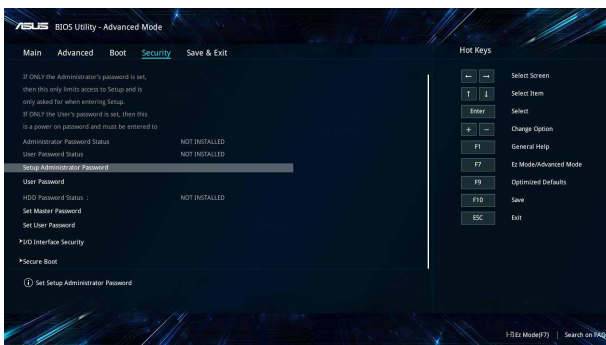 ASUS BIOS Utility - Advanced Mode
Main Advanced Boot Security Save & Exit
Hot Keys
If ONLY the Administrator's password is set,
then this only limits access to Setup and is
only asked for when entering Setup.
If ONLY the User's password is set, then this
is a power on password and must be entered to
Administrator Password Status NOT INSTALLED
User Password Status NOT INSTALLED
Setup Administrator Password
User Password
HDD Password Status : NOT INSTALLED
Set Master Password
Set User Password
>I/O Interface Security
>Secure Boot
i Set Setup Administrator Password
← → Select Screen
↑ ↓ Select Item
Enter Select
+ - Change Option
F1 General Help
F7 Ez Mode/Advanced Mode
F9 Optimized Defaults
F10 Save
ESC Exit
Ez Mode(F7) | Search on FAQ